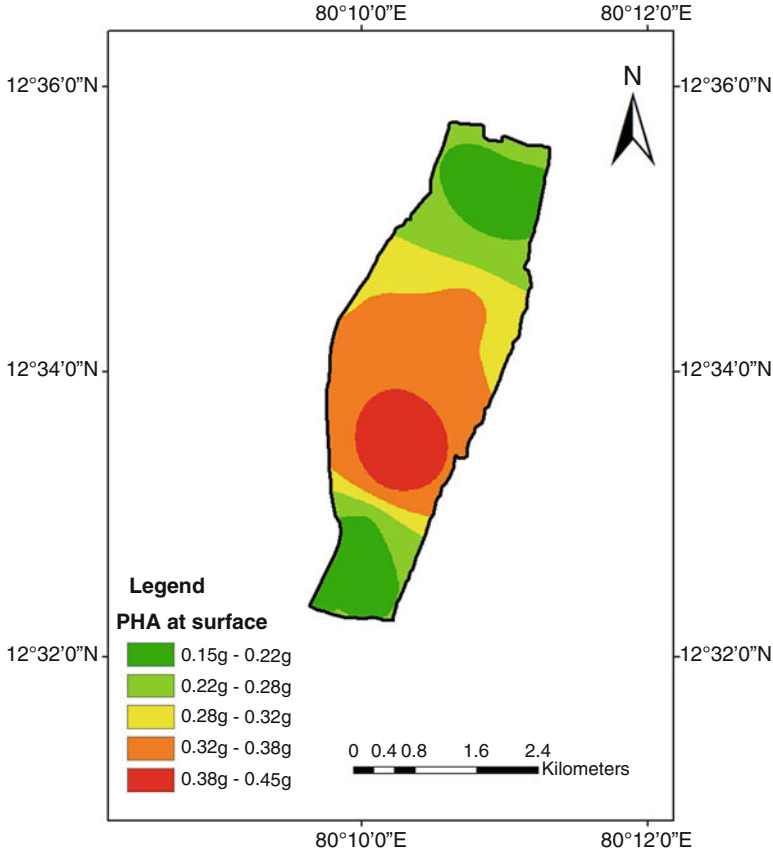 80°10'0"E 80°12'0"E
12°36'0"N 12°36'0"N
N
12°34'0"N 12°34'0"N
Legend
PHA at surface
0.15g - 0.22g
0.22g - 0.28g
0.28g - 0.32g
0.32g - 0.38g
0.38g - 0.45g
12°32'0"N 12°32'0"N
0 0.4 0.8 1.6 2.4
Kilometers
80°10'0"E 80°12'0"E